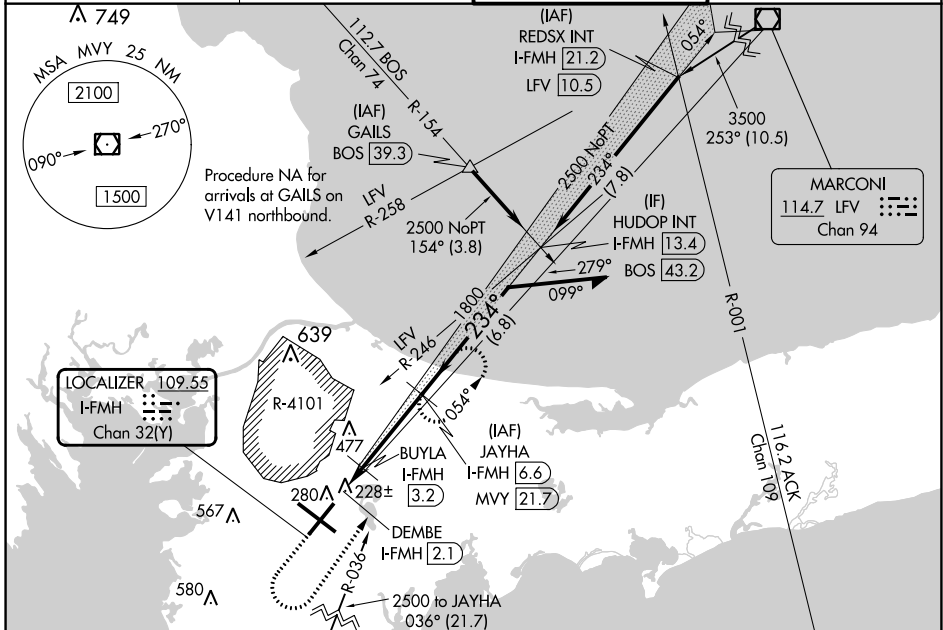 749
MSA MVY 25 NM
2100
090°
270°
1500
Procedure NA for
arrivals at GAILS on
V141 northbound.
112.7 BOS
Chan 74
R-154
(IAF)
GAILS
BOS 39.3
LFV
R-258
2500 NoPT
154° (3.8)
(IAF)
REDSX INT
I-FMH 21.2
LFV 10.5
054°
3500
253° (10.5)
2500 NoPT
234°
(7.8)
MARCONI
114.7 LFV
Chan 94
(IF)
HUDOP INT
I-FMH 13.4
BOS 43.2
279°
099°
R-001
1800
234°
(6.8)
LFV
R-246
639
R-4101
LOCALIZER 109.55
I-FMH
Chan 32(Y)
054°
477
BUYLA
I-FMH
3.2
(IAF)
JAYHA
I-FMH 6.6
MVY 21.7
116.2 ACK
Chan 109
280
228±
567
DEMBE
I-FMH 2.1
R-036
580
2500 to JAYHA
036° (21.7)